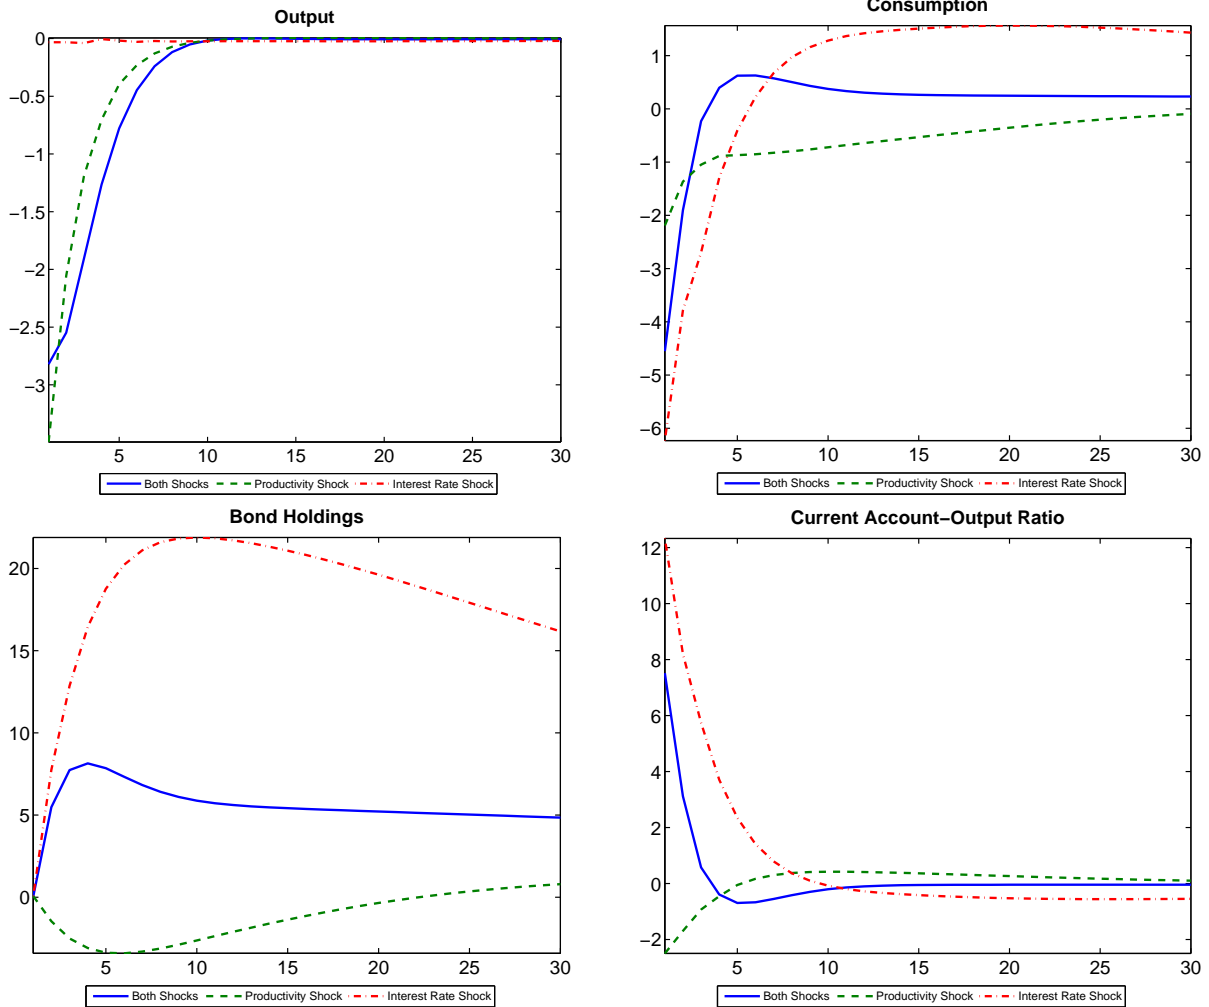 Output
0
−0.5
−1
−1.5
−2
−2.5
−3
5 10 15 20 25 30
Both Shocks Productivity Shock Interest Rate Shock
Consumption
1
0
−1
−2
−3
−4
−5
−6
5 10 15 20 25 30
Both Shocks Productivity Shock Interest Rate Shock
Bond Holdings
20
15
10
5
0
5 10 15 20 25 30
Both Shocks Productivity Shock Interest Rate Shock
Current Account−Output Ratio
12
10
8
6
4
2
0
−2
5 10 15 20 25 30
Both Shocks Productivity Shock Interest Rate Shock